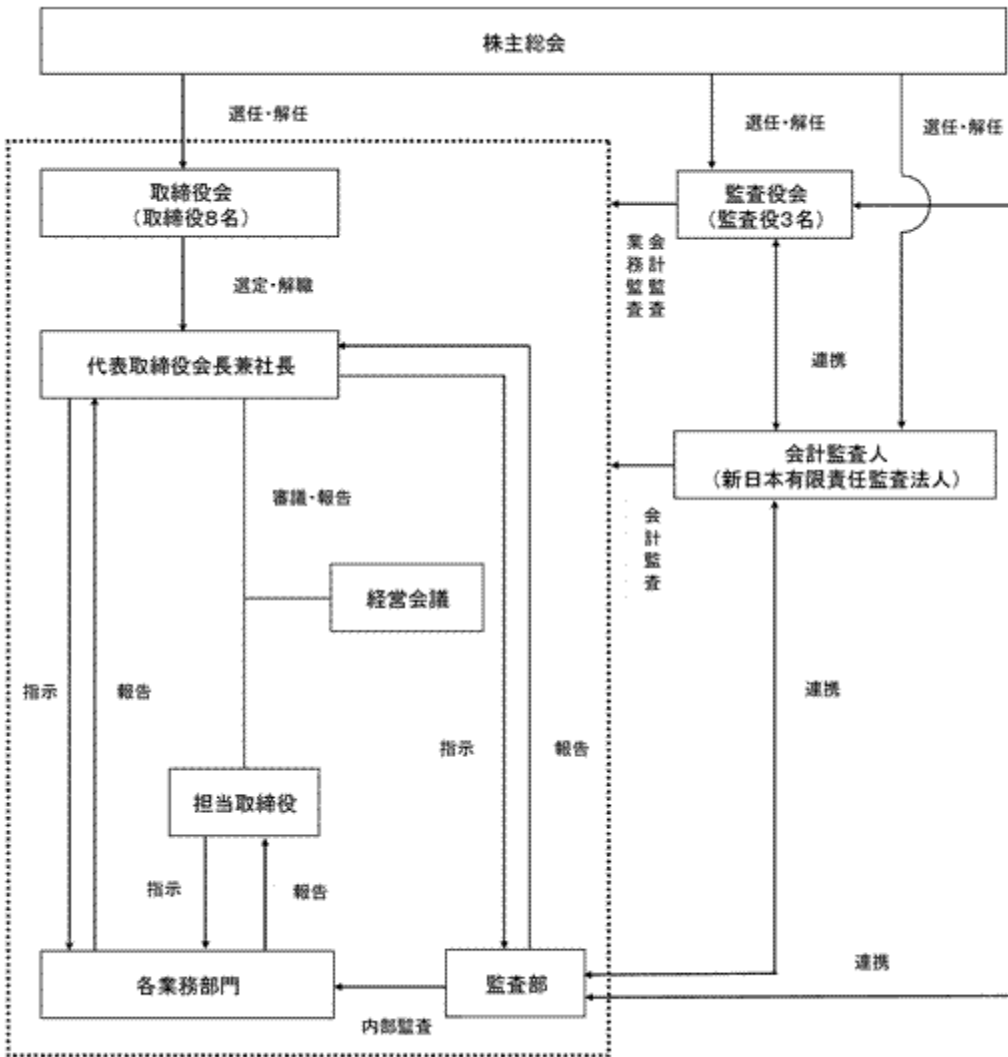 株主総会
選任・解任
選任・解任
選任・解任
取締役会
（取締役8名）
監査役会
（監査役3名）
選定・解職
会計監査
業務監査
代表取締役会長兼社長
連携
会計監査人
（新日本有限責任監査法人）
審議・報告
会計監査
経営会議
指示
報告
連携
指示
報告
担当取締役
指示
報告
連携
各業務部門
監査部
内部監査